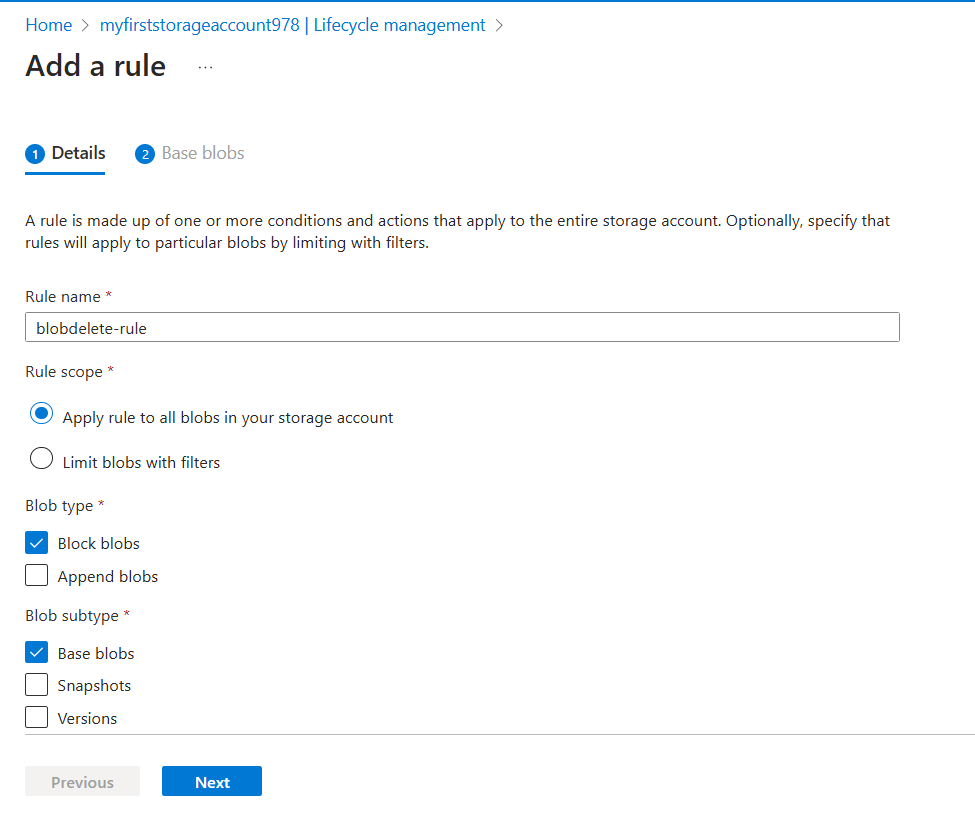 Home > myfirststorageaccount978 | Lifecycle management >
Add a rule ...
1 Details 2 Base blobs
A rule is made up of one or more conditions and actions that apply to the entire storage account. Optionally, specify that
rules will apply to particular blobs by limiting with filters.
Rule name *
blobdelete-rule
Rule scope *
Apply rule to all blobs in your storage account
Limit blobs with filters
Blob type *
Block blobs
Append blobs
Blob subtype *
Base blobs
Snapshots
Versions
Previous Next